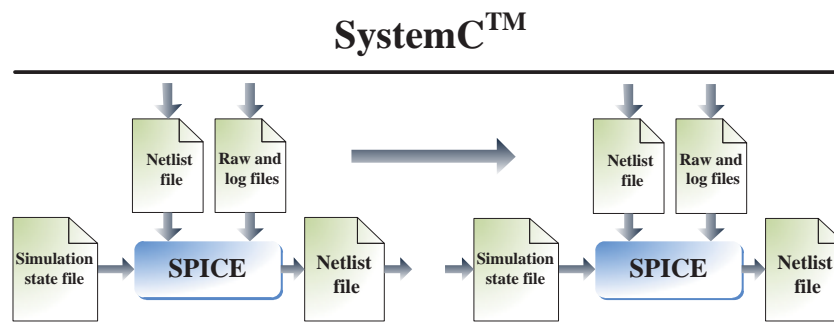 SystemC™
Netlist
file
Raw and
log files
Netlist
file
Raw and
log files
Simulation
state file
SPICE
Netlist
file
Simulation
state file
SPICE
Netlist
file